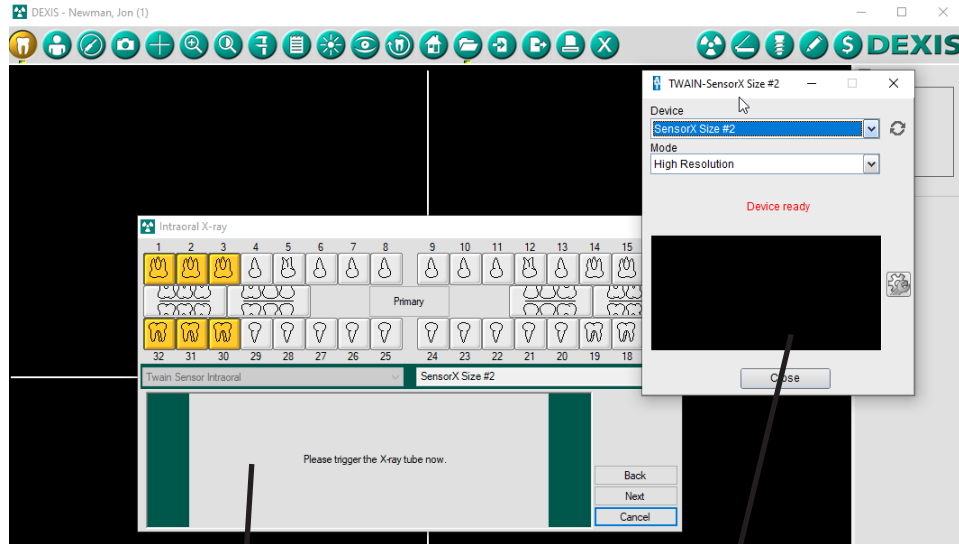 DEXIS - Newman, Jon (1)
DEXIS
TWAIN-SensorX Size #2
Device
SensorX Size #2
Mode
High Resolution
Device ready
Close
Intraoral X-ray
1 2 3 4 5 6 7 8 9 10 11 12 13 14 15
Primary
32 31 30 29 28 27 26 25 24 23 22 21 20 19 18
Twain Sensor Intraoral
SensorX Size #2
Please trigger the X-ray tube now.
Back
Next
Cancel